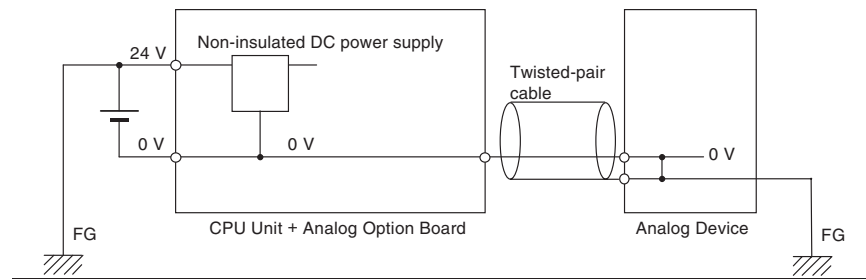 Non-insulated DC power supply
24 V
Twisted-pair
cable
0 V
0 V
0 V
FG
CPU Unit + Analog Option Board
Analog Device
FG